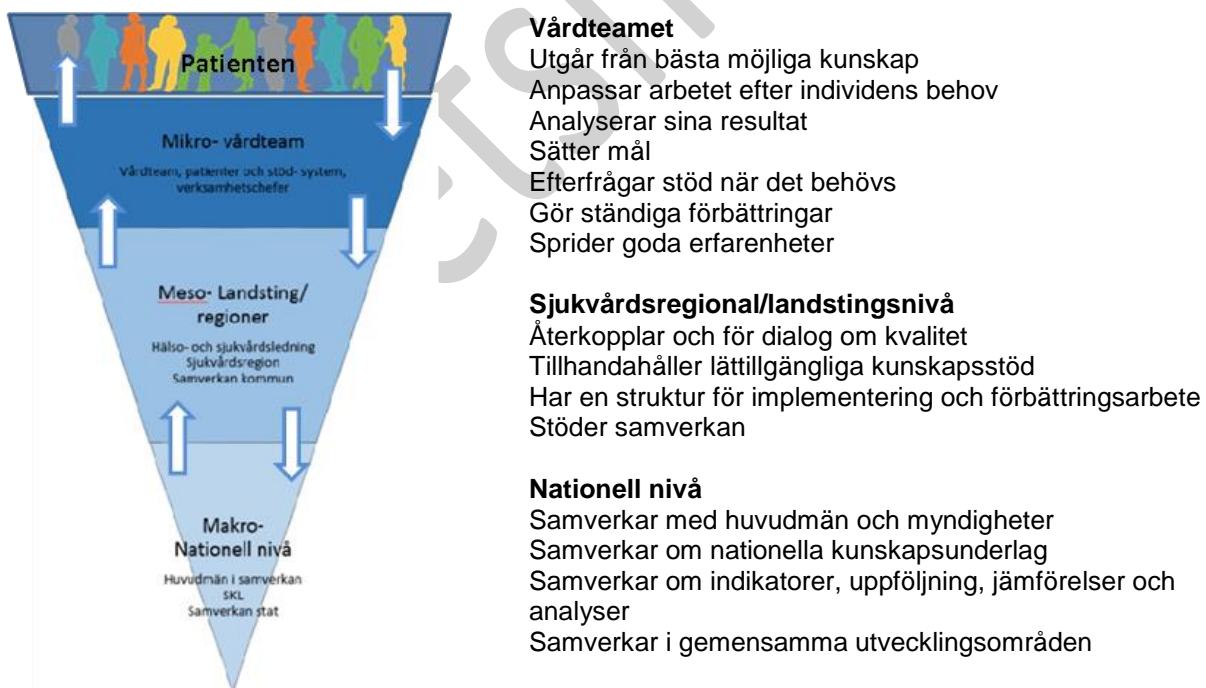 Patienten
Mikro- vårdteam
Vårdteam, patienter och stöd- system,
verksamhetschefer
Meso- Landsting/
regioner
Hälso- och sjukvårdsledning
Sjukvårdsregion
Samverkan kommun
Makro-
Nationell nivå
Huvudmän i samverkan
SKL
Samverkan stat
Vårdteamet
Utgår från bästa möjliga kunskap
Anpassar arbetet efter individens behov
Analyserar sina resultat
Sätter mål
Efterfrågar stöd när det behövs
Gör ständiga förbättringar
Sprider goda erfarenheter
Sjukvårdsregional/landstingsnivå
Återkopplar och för dialog om kvalitet
Tillhandahåller lättillgängliga kunskapsstöd
Har en struktur för implementering och förbättringsarbete
Stöder samverkan
Nationell nivå
Samverkar med huvudmän och myndigheter
Samverkar om nationella kunskapsunderlag
Samverkar om indikatorer, uppföljning, jämförelser och
analyser
Samverkar i gemensamma utvecklingsområden